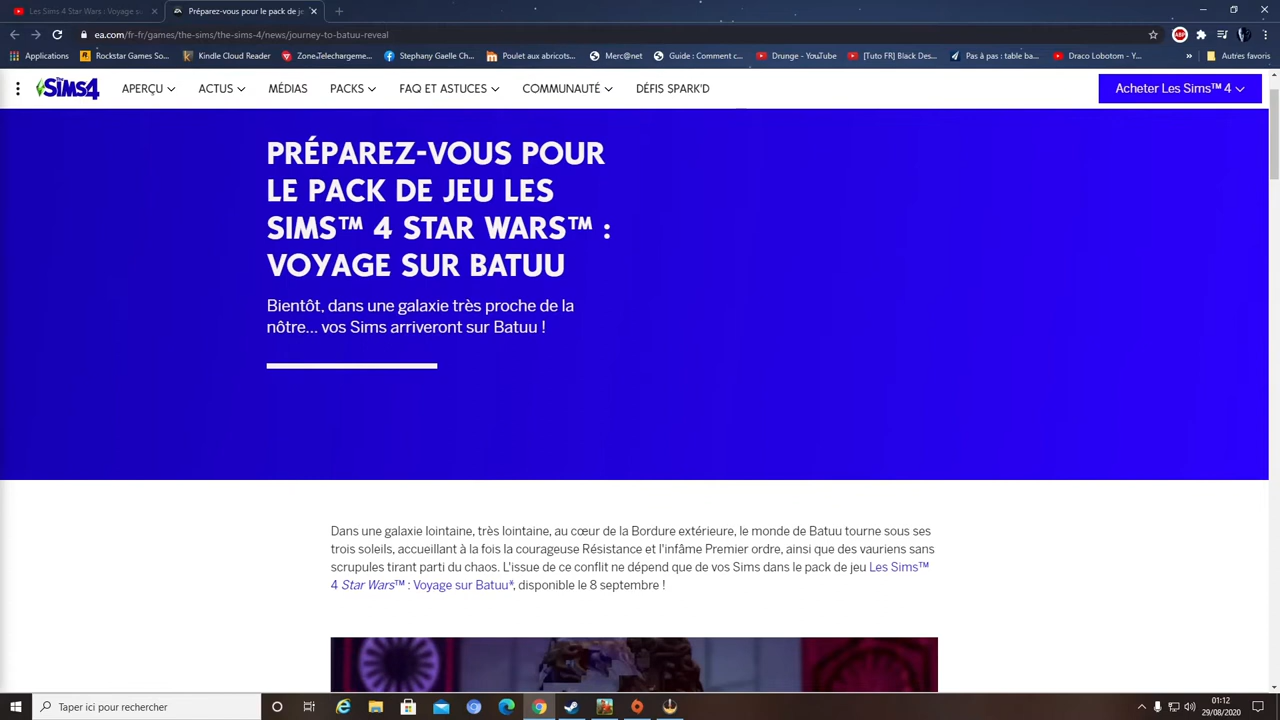 Les Sims 4 Star Wars : Voyage s
Préparez-vous pour le pack de je
ea.com/fr-fr/games/the-sims/the-sims-4/news/journey-to-batuu-reveal
ABP
Applications
Rockstar Games So...
Kindle Cloud Reader
ZoneTelechargeme...
Stephany Gaelle Ch...
Poulet aux abricots...
Merc@net
Guide : Comment c...
Drunge - YouTube
[Tuto FR] Black Des...
Pas à pas : table ba...
Draco Lobotom - Y...
»
Autres favoris
The SIMS4
APERÇU
ACTUS
MÉDIAS
PACKS
FAQ ET ASTUCES
COMMUNAUTÉ
DÉFIS SPARK'D
Acheter Les Sims™ 4
PRÉPAREZ-VOUS POUR
LE PACK DE JEU LES
SIMS™ 4 STAR WARS™ :
VOYAGE SUR BATUU
Bientôt, dans une galaxie très proche de la
nôtre... vos Sims arriveront sur Batuu !
Dans une galaxie lointaine, très lointaine, au cœur de la Bordure extérieure, le monde de Batuu tourne sous ses
trois soleils, accueillant à la fois la courageuse Résistance et l'infâme Premier ordre, ainsi que des vauriens sans
scrupules tirant parti du chaos. L'issue de ce conflit ne dépend que de vos Sims dans le pack de jeu Les Sims™
4 Star Wars™ : Voyage sur Batuu*, disponible le 8 septembre !
Taper ici pour rechercher
01:12
29/08/2020